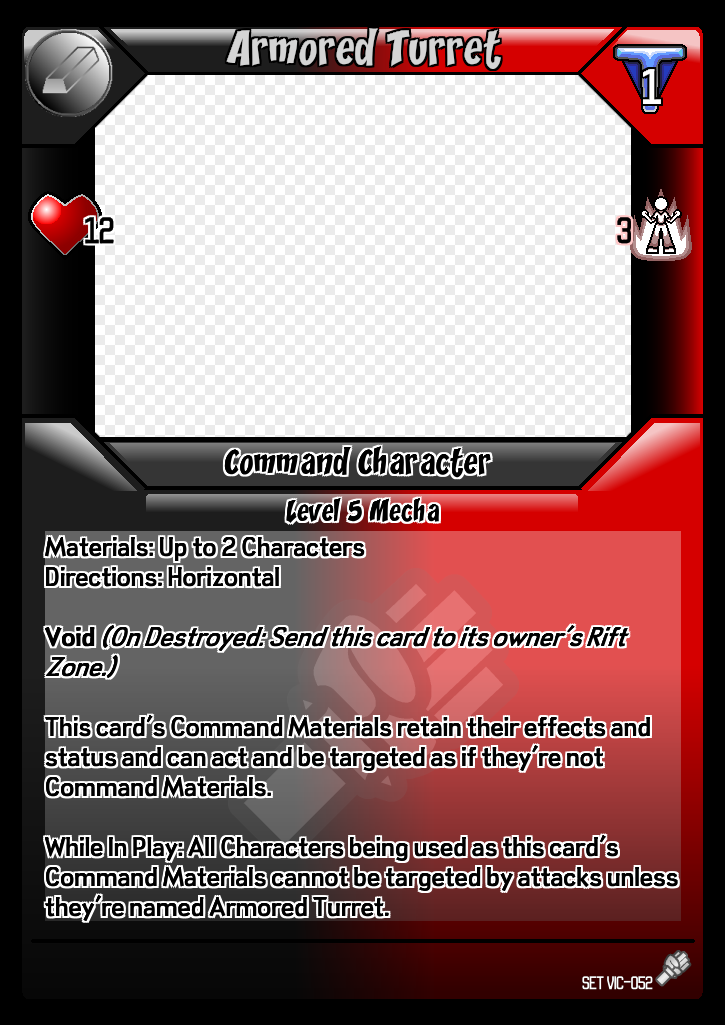 Armored Turret
1
12
3
Command Character
Level 5 Mecha
Materials: Up to 2 Characters
Directions: Horizontal
Void (On Destroyed: Send this card to its owner's Rift
Zone.)
This card's Command Materials retain their effects and
status and can act and be targeted as if they're not
Command Materials.
While In Play: All Characters being used as this card's
Command Materials cannot be targeted by attacks unless
they're named Armored Turret.
SET VIC-052